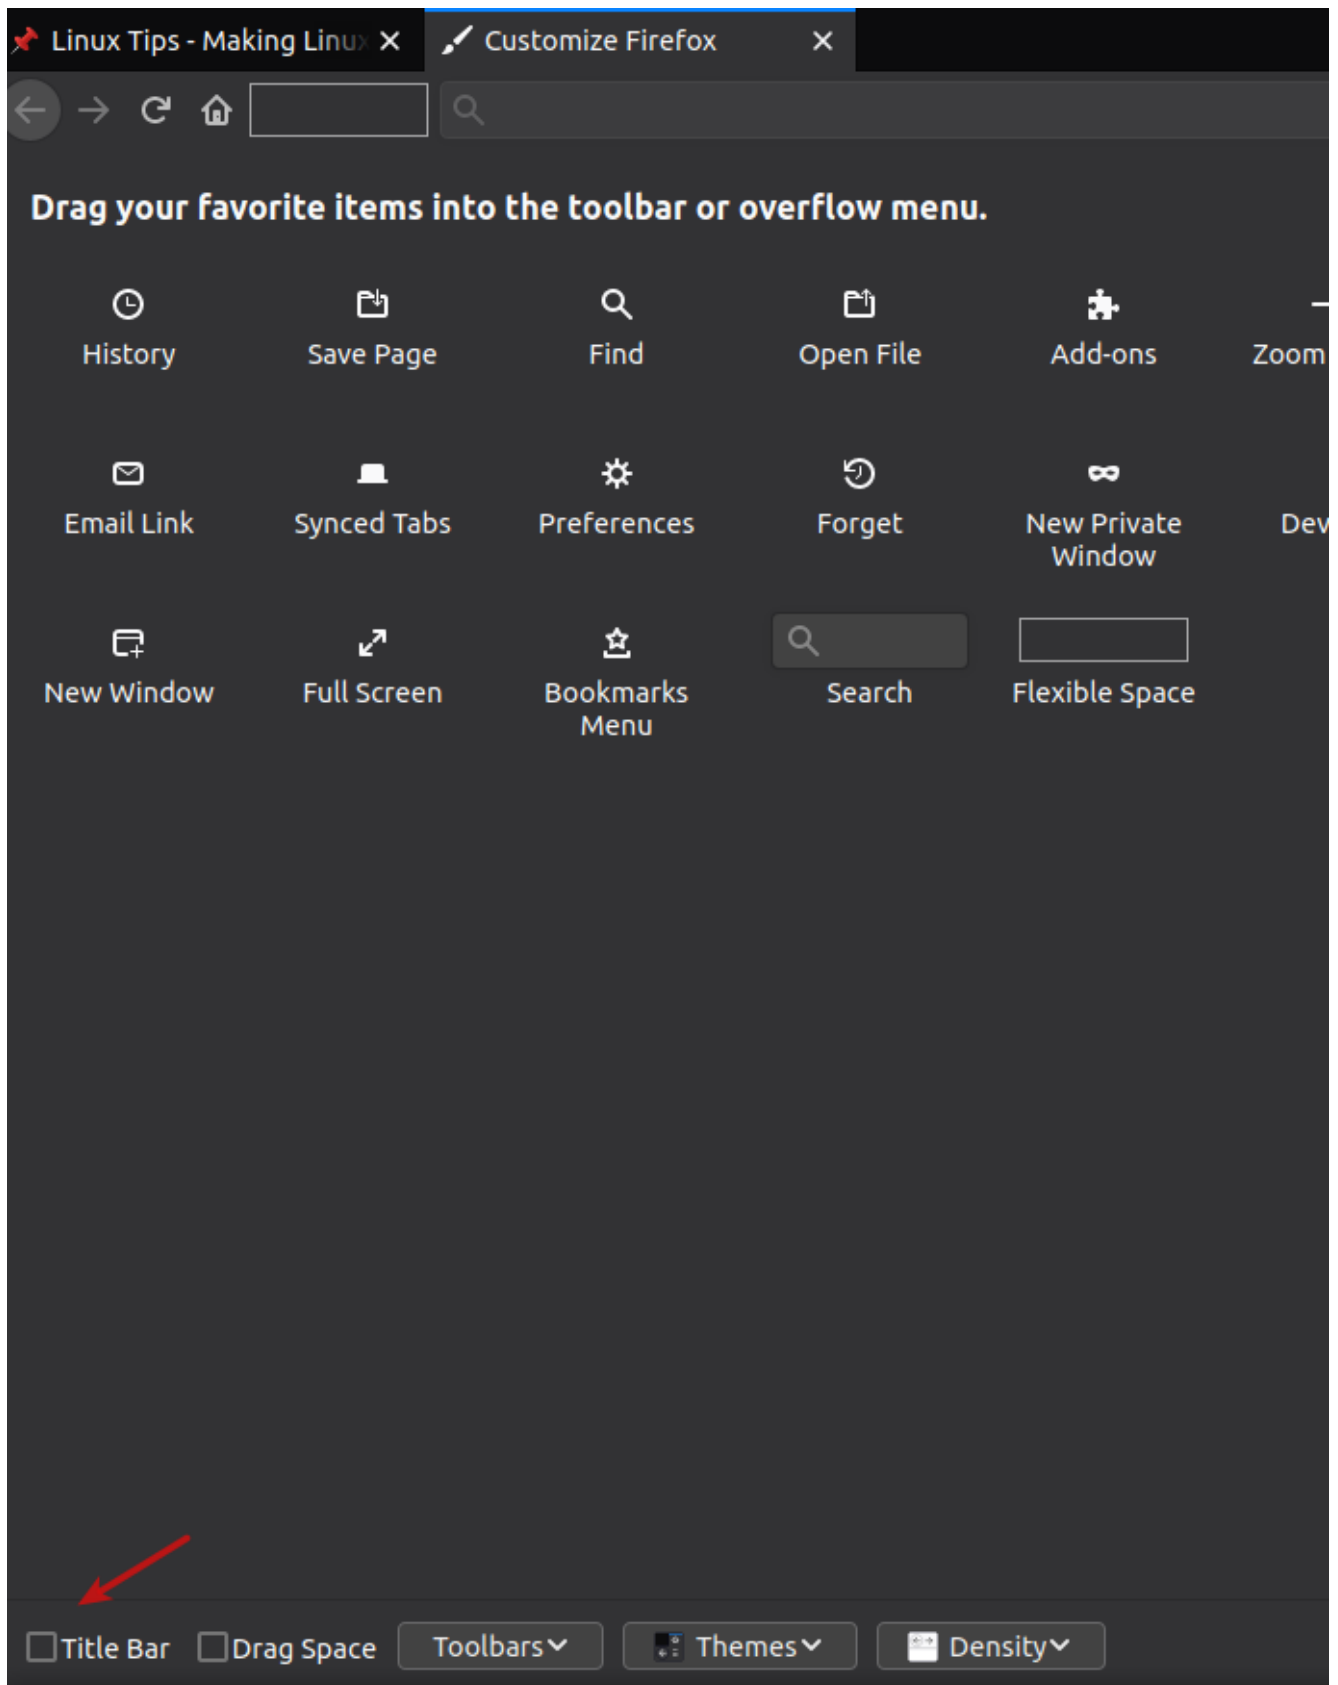 Linux Tips - Making Linux
Customize Firefox
Drag your favorite items into the toolbar or overflow menu.
History
Save Page
Find
Open File
Add-ons
Zoom
Email Link
Synced Tabs
Preferences
Forget
New Private
Window
Dev
New Window
Full Screen
Bookmarks
Menu
Search
Flexible Space
Title Bar
Drag Space
Toolbars
Themes
Density